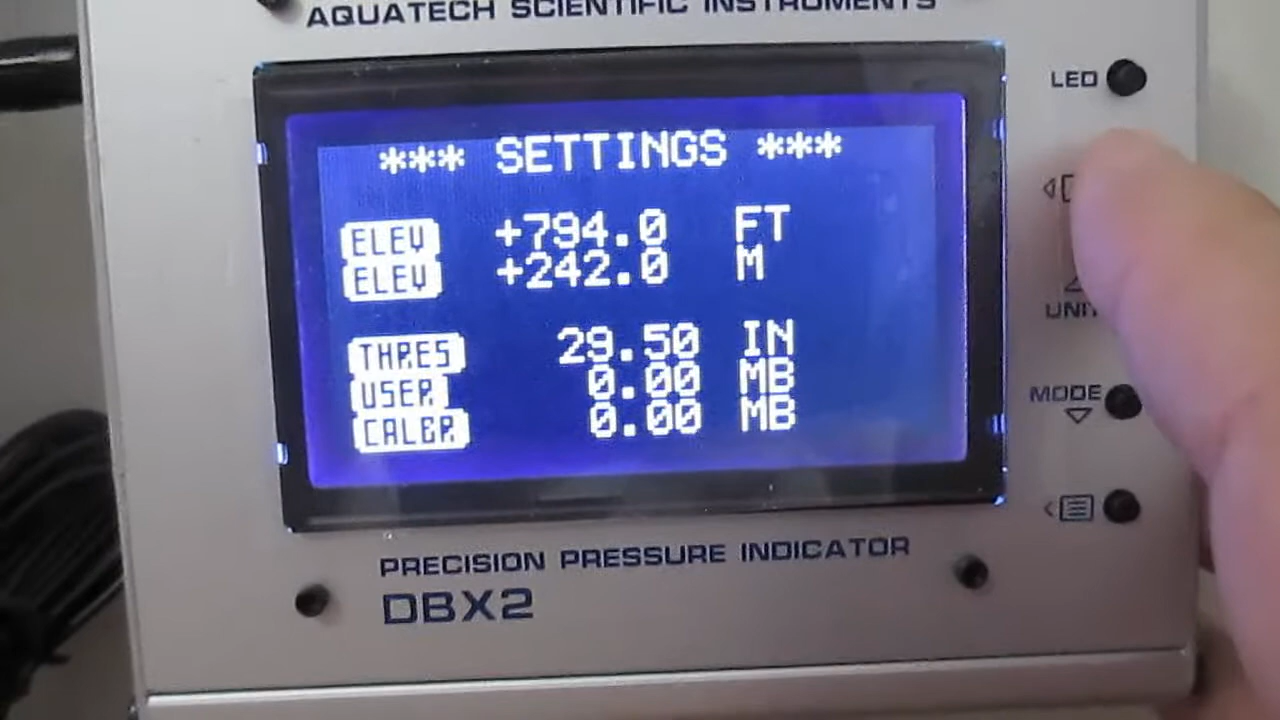 AQUATECH SCIENTIFIC INSTRUMENTS
*** SETTINGS ***
ELEV +794.0 FT
ELEV +242.0 M
THRES 29.50 IN
USER 0.00 MB
CALBR 0.00 MB
LED
MODE
PRECISION PRESSURE INDICATOR
DBX2